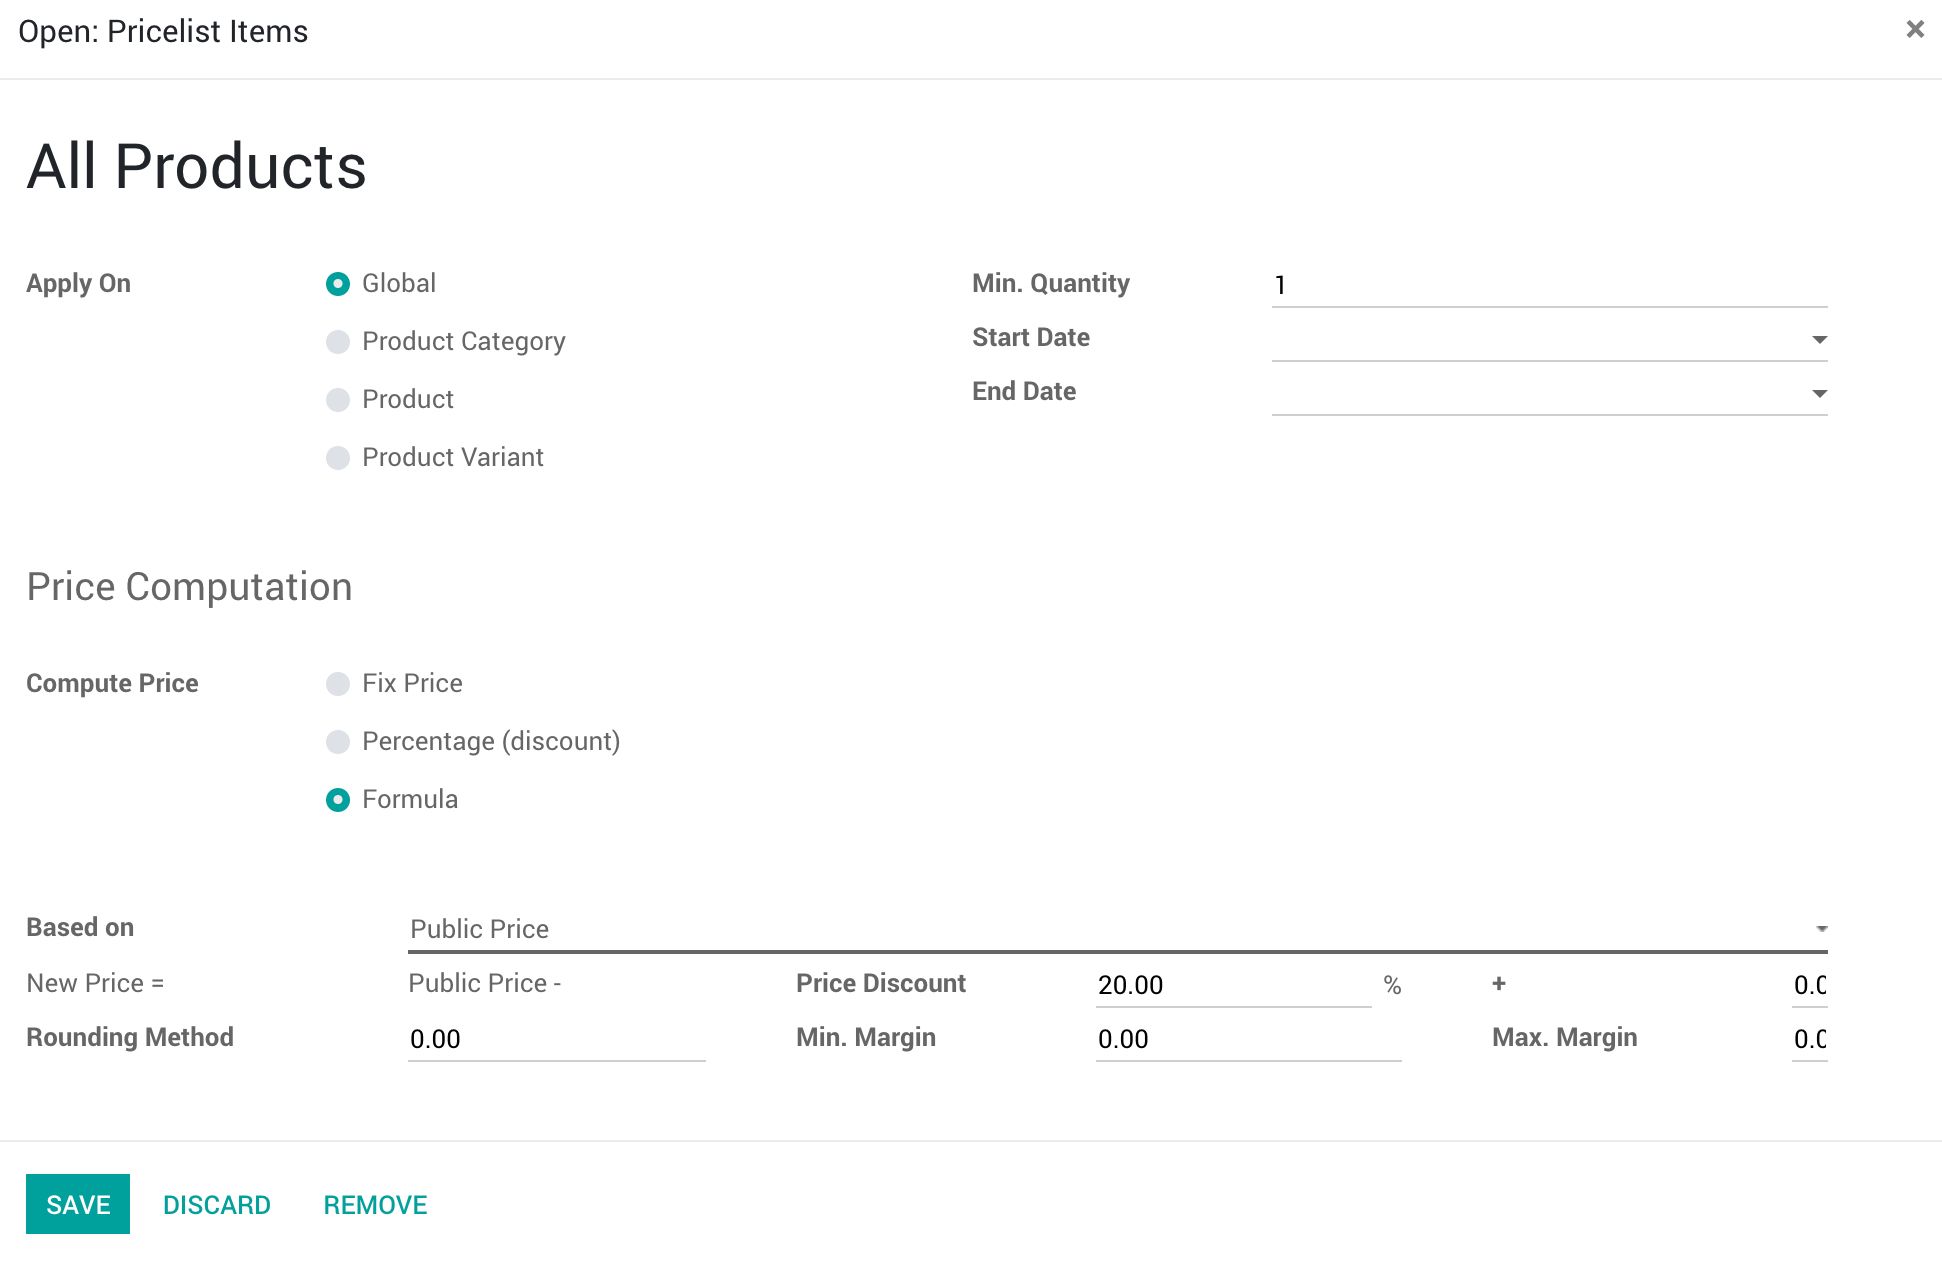 Open: Pricelist Items ×
All Products
Apply On
Global
Product Category
Product
Product Variant
Min. Quantity 1
Start Date
End Date
Price Computation
Compute Price
Fix Price
Percentage (discount)
Formula
Based on Public Price
New Price = Public Price - Price Discount 20.00 % + 0.0
Rounding Method 0.00 Min. Margin 0.00 Max. Margin 0.0
SAVE DISCARD REMOVE